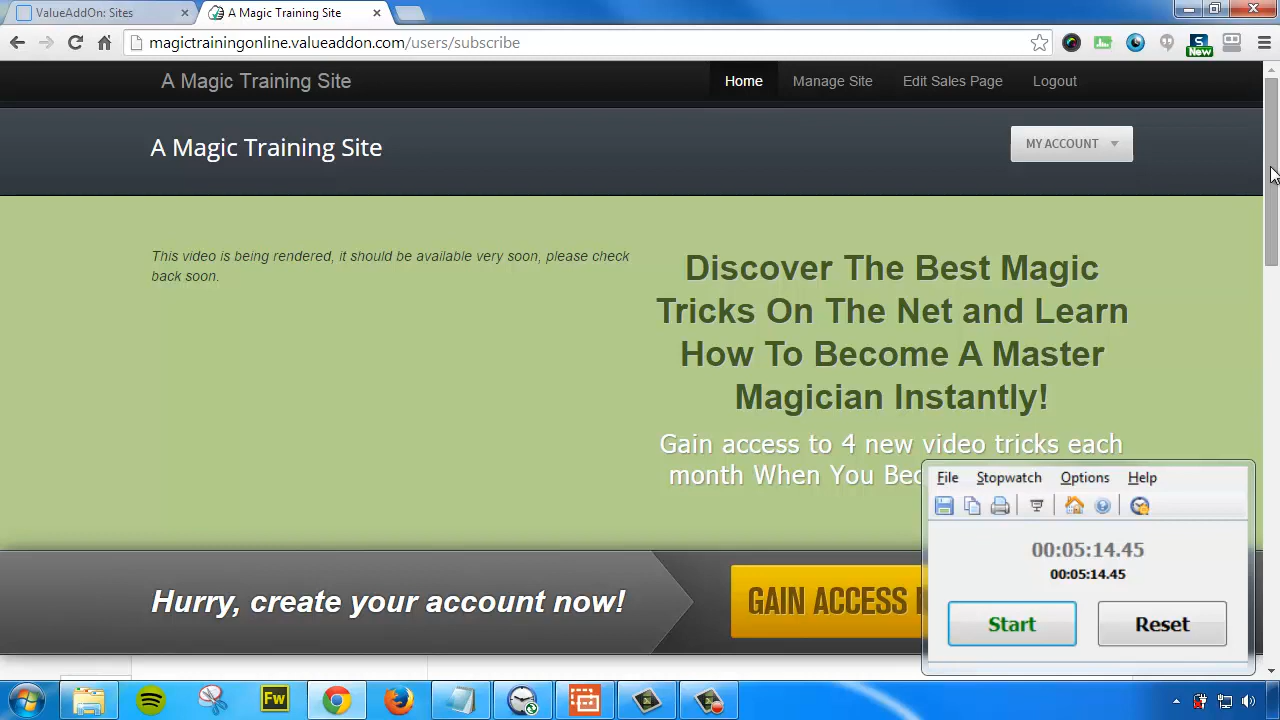 ValueAddOn: Sites
A Magic Training Site
magictrainingonline.valueaddon.com/users/subscribe
New
A Magic Training Site
Home
Manage Site
Edit Sales Page
Logout
A Magic Training Site
MY ACCOUNT
This video is being rendered, it should be available very soon, please check
back soon.
Discover The Best Magic
Tricks On The Net and Learn
How To Become A Master
Magician Instantly!
Gain access to 4 new video tricks each
month When You Bec
Hurry, create your account now!
GAIN ACCESS
File
Stopwatch
Options
Help
00:05:14.45
00:05:14.45
Start
Reset
Fw